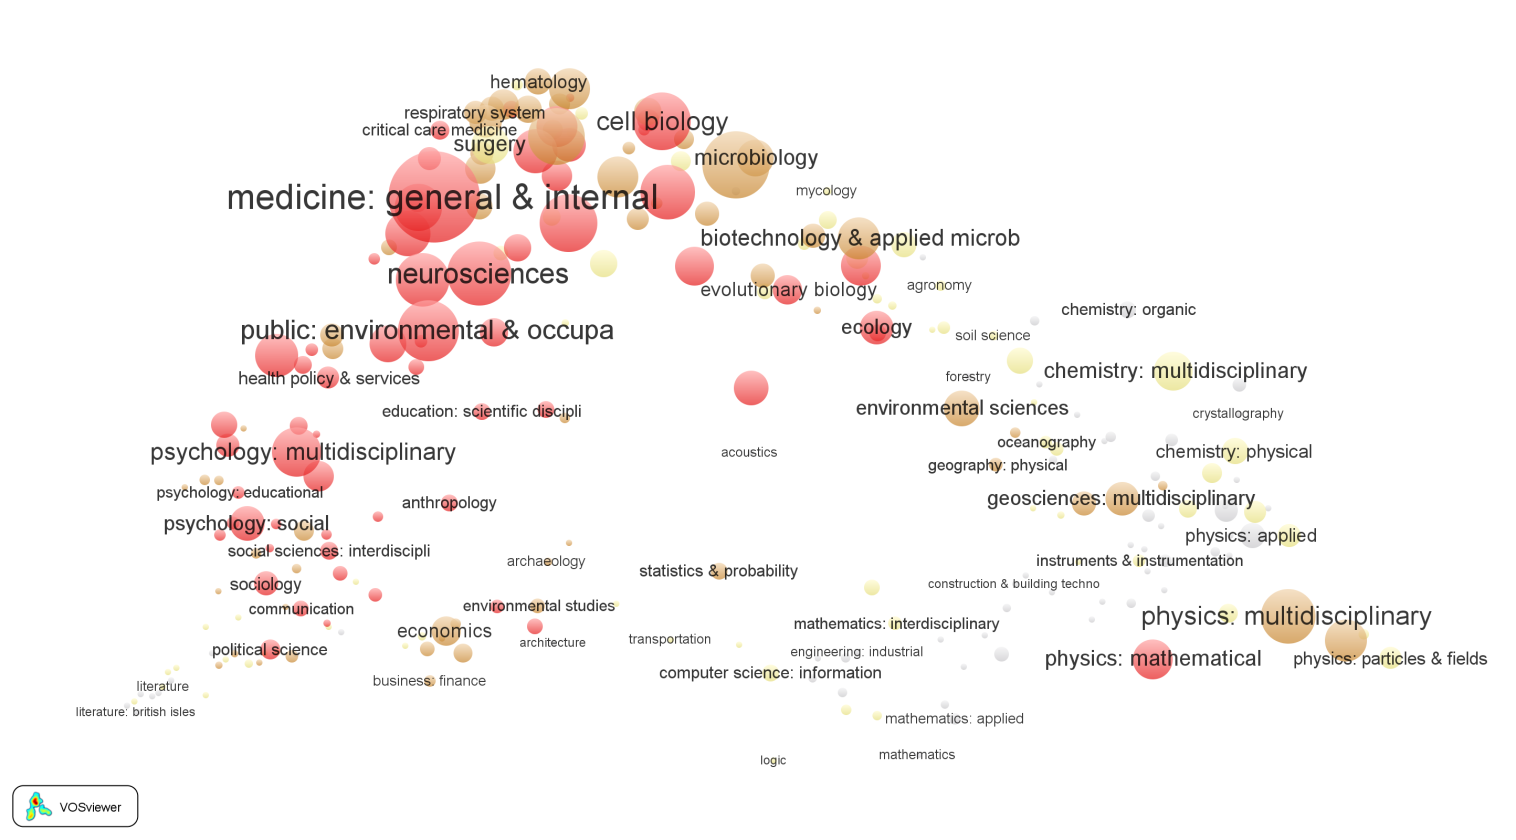 hematology
respiratory system
cell biology
critical care medicine
surgery
microbiology
mycology
medicine: general & internal
biotechnology & applied microb
neurosciences
evolutionary biology
agronomy
chemistry: organic
public: environmental & occupa
ecology
soil science
chemistry: multidisciplinary
health policy & services
forestry
education: scientific discipli
environmental sciences
crystallography
psychology: multidisciplinary
acoustics
oceanography
chemistry: physical
geography: physical
psychology: educational
anthropology
geosciences: multidisciplinary
psychology: social
physics: applied
social sciences: interdiscipli
archaeology
statistics & probability
instruments & instrumentation
sociology
construction & building techno
communication
environmental studies
physics: multidisciplinary
economics
architecture
transportation
mathematics: interdisciplinary
political science
engineering: industrial
physics: mathematical
physics: particles & fields
business: finance
computer science: information
literature
literature: british isles
mathematics: applied
logic
mathematics
VOSviewer